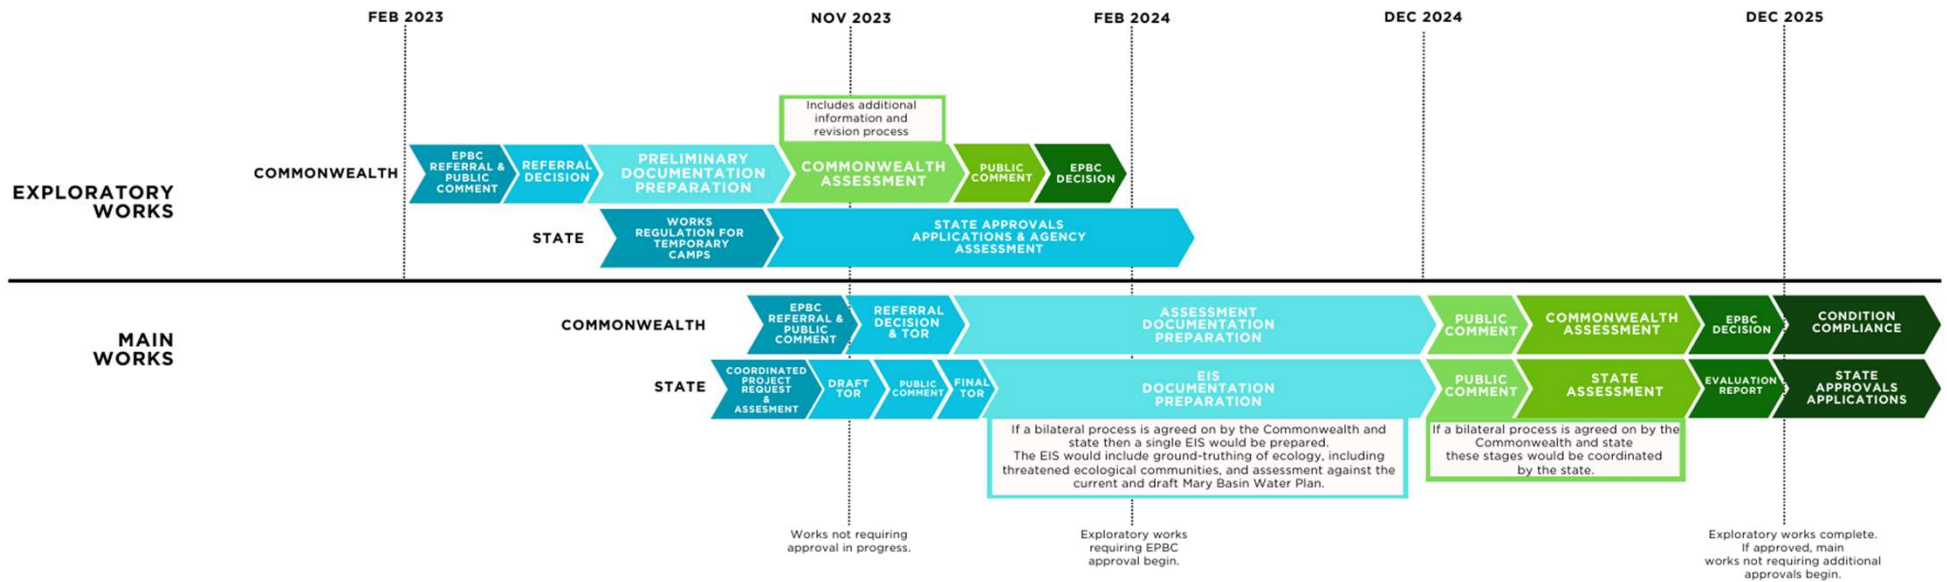 FEB 2023
NOV 2023
FEB 2024
DEC 2024
DEC 2025
Includes additional
information and
revision process
EXPLORATORY
WORKS
COMMONWEALTH
EPBC
REFERRAL &
PUBLIC
COMMENT
REFERRAL
DECISION
PRELIMINARY
DOCUMENTATION
PREPARATION
COMMONWEALTH
ASSESSMENT
PUBLIC
COMMENT
EPBC
DECISION
STATE
WORKS
REGULATION FOR
TEMPORARY
CAMPS
STATE APPROVALS
APPLICATIONS & AGENCY
ASSESSMENT
MAIN
WORKS
COMMONWEALTH
EPBC
REFERRAL &
PUBLIC
COMMENT
REFERRAL
DECISION
& TOR
ASSESSMENT
DOCUMENTATION
PREPARATION
PUBLIC
COMMENT
COMMONWEALTH
ASSESSMENT
EPBC
DECISION
CONDITION
COMPLIANCE
STATE
COORDINATED
PROJECT
REQUEST
&
ASSESMENT
DRAFT
TOR
PUBLIC
COMMENT
FINAL
TOR
EIS
DOCUMENTATION
PREPARATION
PUBLIC
COMMENT
STATE
ASSESSMENT
EVALUATION
REPORT
STATE
APPROVALS
APPLICATIONS
If a bilateral process is agreed on by the Commonwealth and
state then a single EIS would be prepared.
The EIS would include ground-truthing of ecology, including
threatened ecological communities, and assessment against the
current and draft Mary Basin Water Plan.
If a bilateral process is agreed on by the
Commonwealth and state
these stages would be coordinated
by the state.
Works not requiring
approval in progress.
Exploratory works
requiring EPBC
approval begin.
Exploratory works complete.
If approved, main
works not requiring additional
approvals begin.